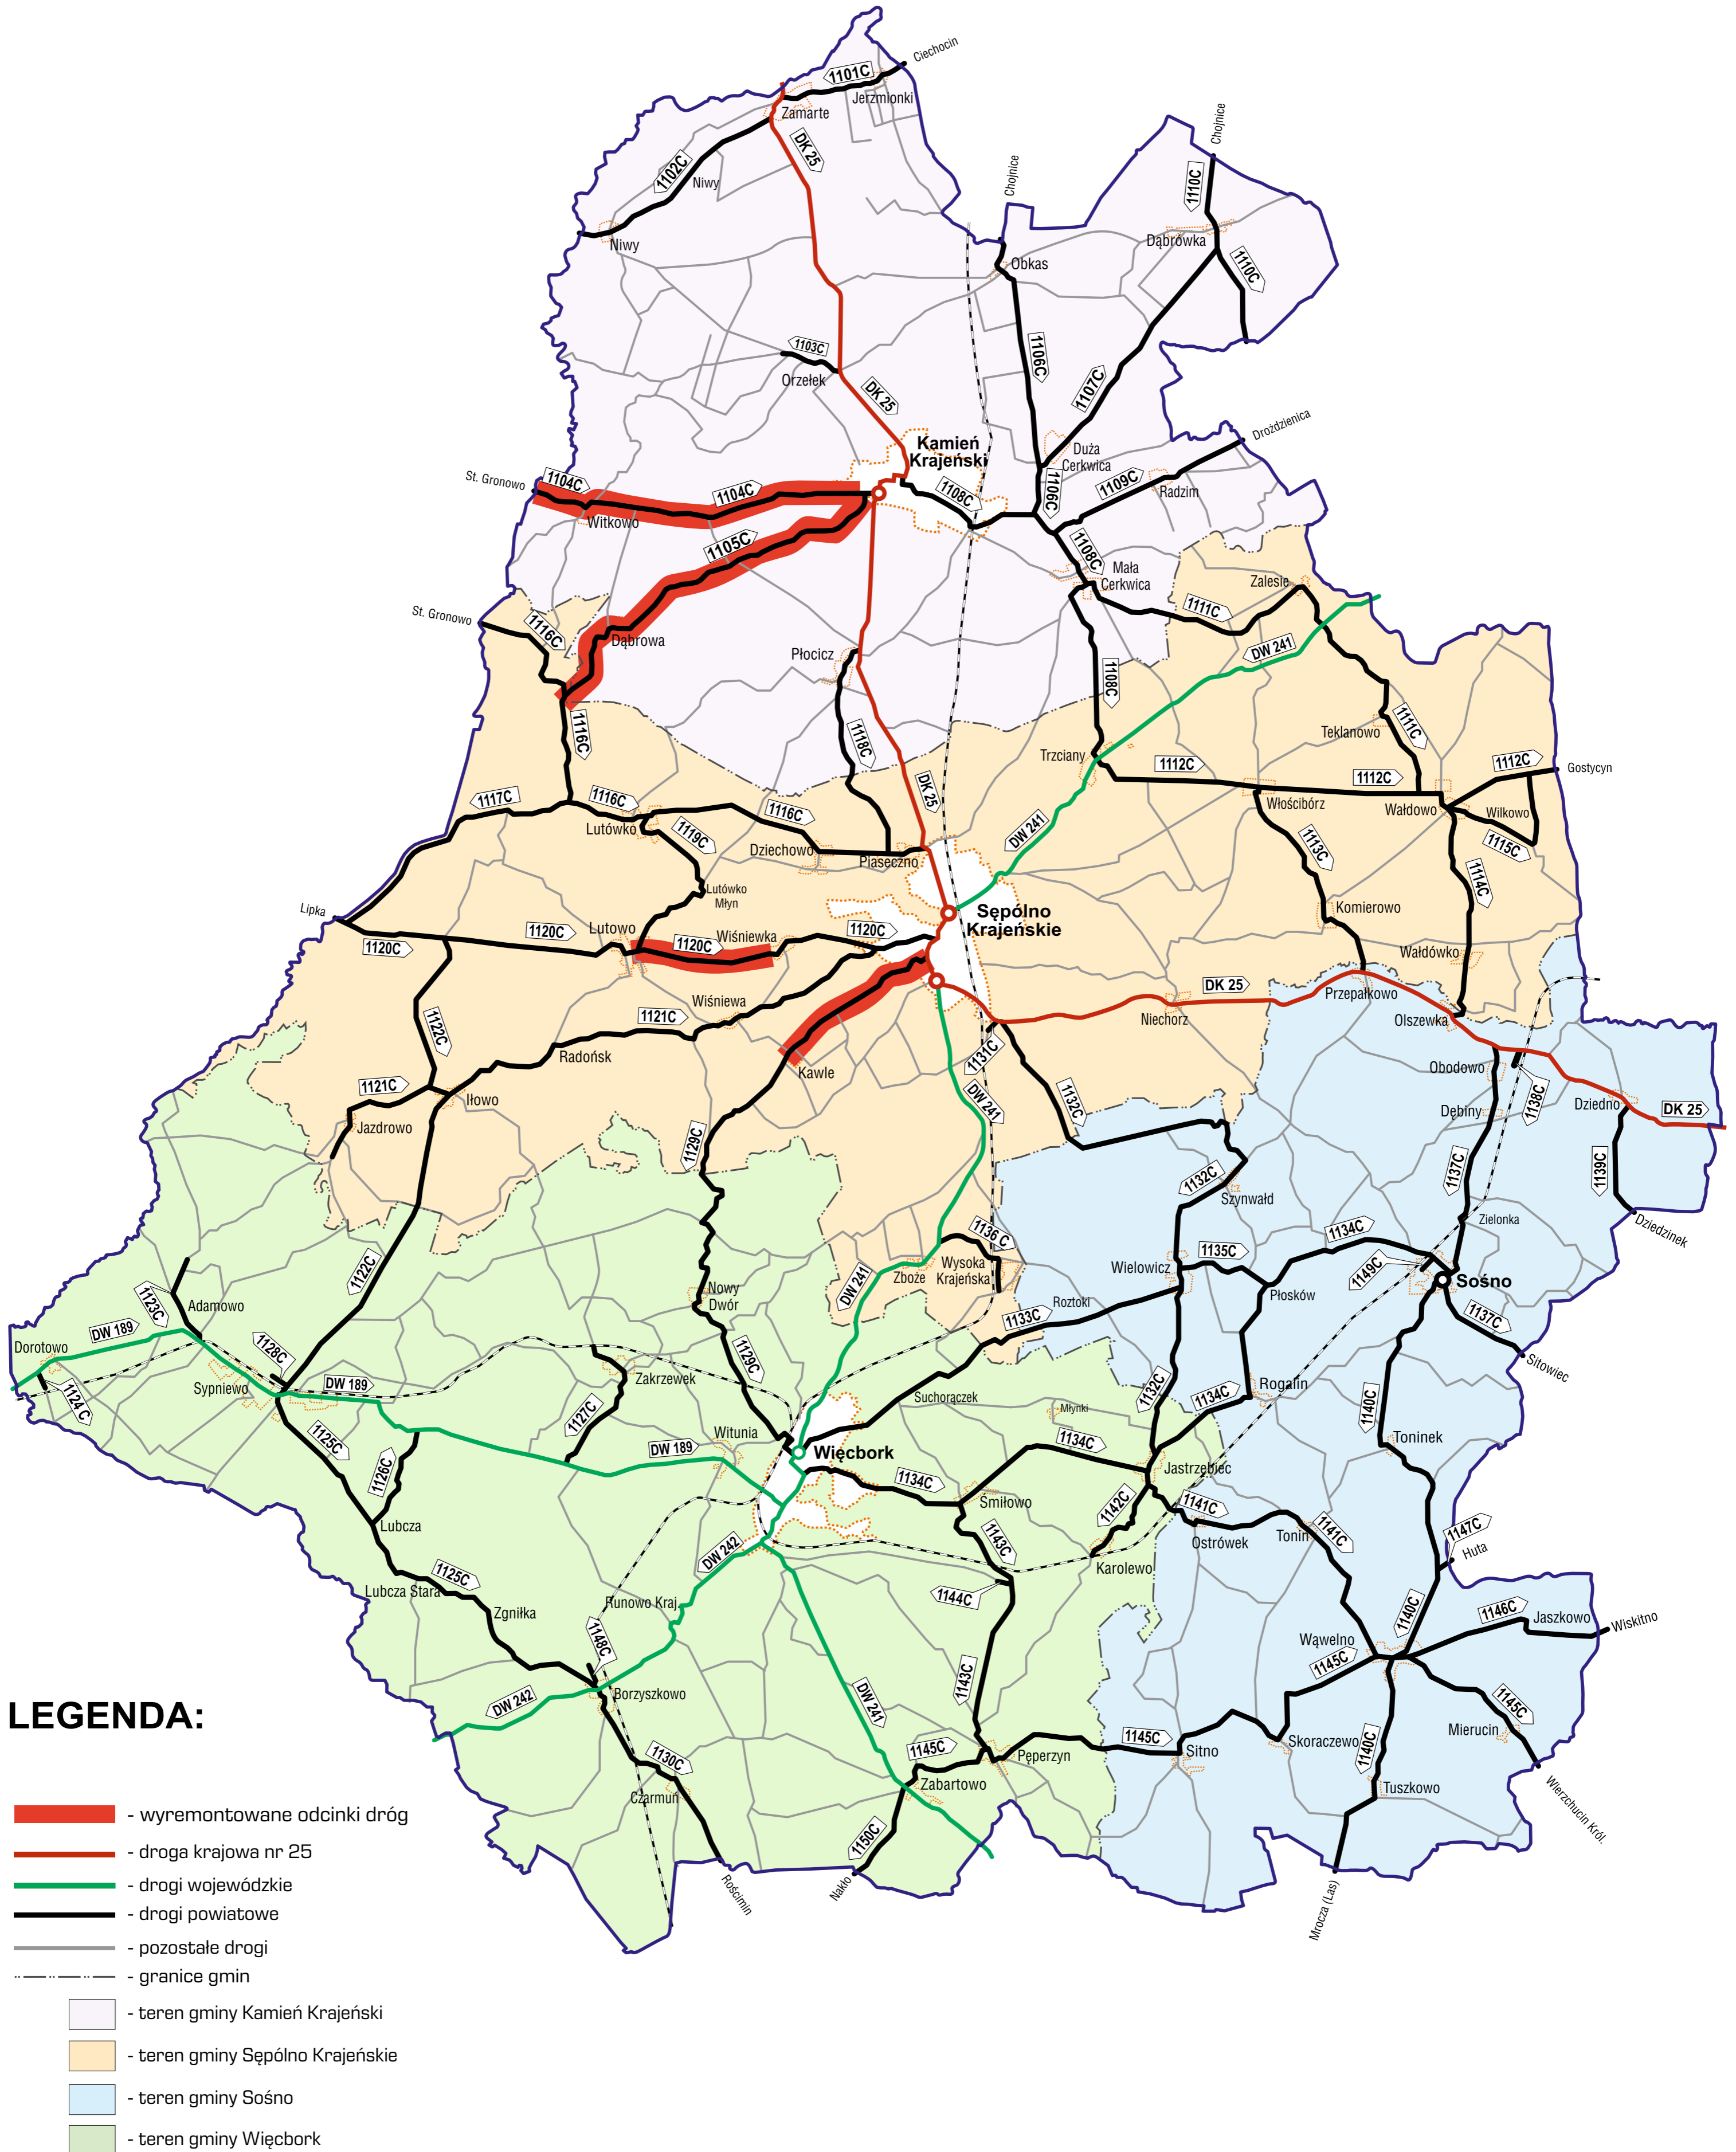 Ciechocin
1101C
Jerzmionki
Zamarte
DK 25
1102C
Niwy
Niwy
Chojnice
Chojnice
1110C
Dąbrówka
1110C
Obkas
1103C
Orzełek
1106C
1107C
DK 25
Kamień
Krajeński
Duża
Cerkwica
Drożdzienica
St. Gronowo
1104C
1104C
Witkowo
1108C
1106C
1109C
Radzim
1105C
1108C
Mała
Cerkwica
Zalesie
1111C
St. Gronowo
1116C
Dąbrowa
Płocicz
DW 241
1108C
1116C
1118C
Teklanowo
1111C
Trzciany
1112C
1112C
1112C
Gostycyn
DK 25
1117C
1116C
Lutówko
1116C
1119C
Dziechowo
Piaseczno
DW 241
Włościbórz
Wałdowo
Wilkowo
1115C
1113C
1114C
Lutówko
Młyn
Lipka
1120C
1120C
Lutowo
1120C
Wiśniewka
1120C
Sępólno
Krajeńskie
Komierowo
Wałdówko
DK 25
Przepałkowo
Niechorz
Olszewka
Wiśniewa
1121C
Radońsk
1122C
Kawle
1131C
1121C
Iłowo
Jazdrowo
DW 241
1132C
Obodowo
1138C
Dziedno
DK 25
Dębiny
1129C
1137C
1139C
1132C
Szynwałd
Zielonka
Dziedzinek
1136 C
Wysoka
Krajeńska
Zboże
1134C
1135C
Wielowicz
1149C
Sośno
1122C
1123C
Adamowo
DW 241
Nowy
Dwór
Roztoki
1133C
Płosków
1137C
Sitowiec
Dorotowo
DW 189
1128C
1129C
1124 C
Sypniewo
DW 189
Zakrzewek
1132C
1134C
Rogalin
Suchorączek
Młynki
1140C
1127C
1125C
Witunia
DW 189
Więcbork
1134C
Toninek
1126C
1134C
Jastrzębiec
Śmiłowo
1142C
1141C
Ostrówek
Tonin
1141C
Lubcza
1143C
Karolewo
1147C
Huta
DW 242
1125C
Lubcza Stara
Zgniłka
Runowo Kraj.
1144C
1140C
1146C
Jaszkowo
Wiskitno
1148C
Wąwelno
1145C
Borzyszkowo
DW 242
1143C
DW 241
1145C
Mierucin
1130C
1145C
Pęperzyn
1145C
Sitno
Skoraczewo
1140C
Tuszkowo
Czarmuń
Zabartowo
Wierzchucin Król.
1150C
Nakło
Rościmin
Mrocza (Las)
LEGENDA:
- wyremontowane odcinki dróg
- droga krajowa nr 25
- drogi wojewódzkie
- drogi powiatowe
- pozostałe drogi
- granice gmin
- teren gminy Kamień Krajeński
- teren gminy Sępólno Krajeńskie
- teren gminy Sośno
- teren gminy Więcbork